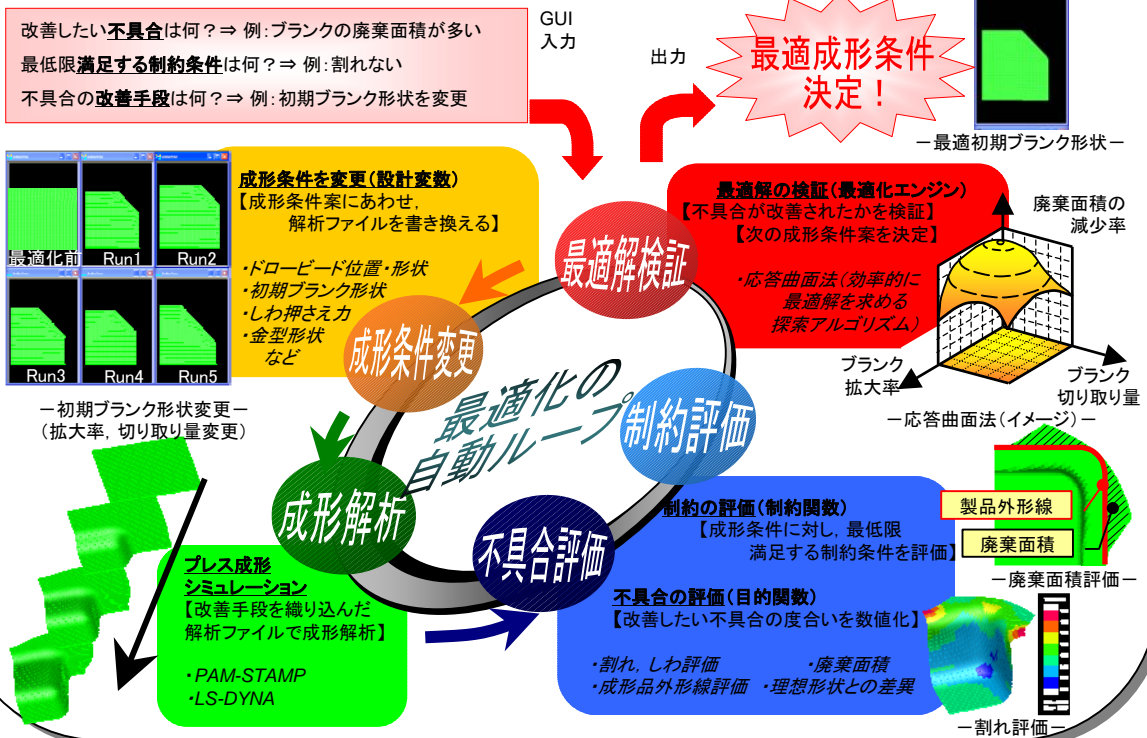 改善したい不具合は何？⇒ 例：ブランクの廃棄面積が多い
最低限満足する制約条件は何？⇒ 例：割れない
不具合の改善手段は何？⇒ 例：初期ブランク形状を変更
GUI
入力
出力
最適成形条件
決定！
－最適初期ブランク形状－
最適化前
Run1
Run2
Run3
Run4
Run5
－初期ブランク形状変更－
（拡大率，切り取り量変更）
成形条件を変更（設計変数）
【成形条件案にあわせ，
解析ファイルを書き換える】
・ドロービード位置・形状
・初期ブランク形状
・しわ押さえ力
・金型形状
など
最適解の検証（最適化エンジン）
【不具合が改善されたかを検証】
【次の成形条件案を決定】
・応答曲面法（効率的に
最適解を求める
探索アルゴリズム）
廃棄面積の
減少率
ブランク
拡大率
ブランク
切り取り量
－応答曲面法（イメージ）－
最適解検証
成形条件変更
最適化の
自動ループ
制約評価
成形解析
不具合評価
プレス成形
シミュレーション
【改善手段を織り込んだ
解析ファイルで成形解析】
・PAM-STAMP
・LS-DYNA
制約の評価（制約関数）
【成形条件に対し，最低限
満足する制約条件を評価】
不具合の評価（目的関数）
【改善したい不具合の度合いを数値化】
・割れ，しわ評価
・廃棄面積
・成形品外形線評価
・理想形状との差異
製品外形線
廃棄面積
－廃棄面積評価－
－割れ評価－